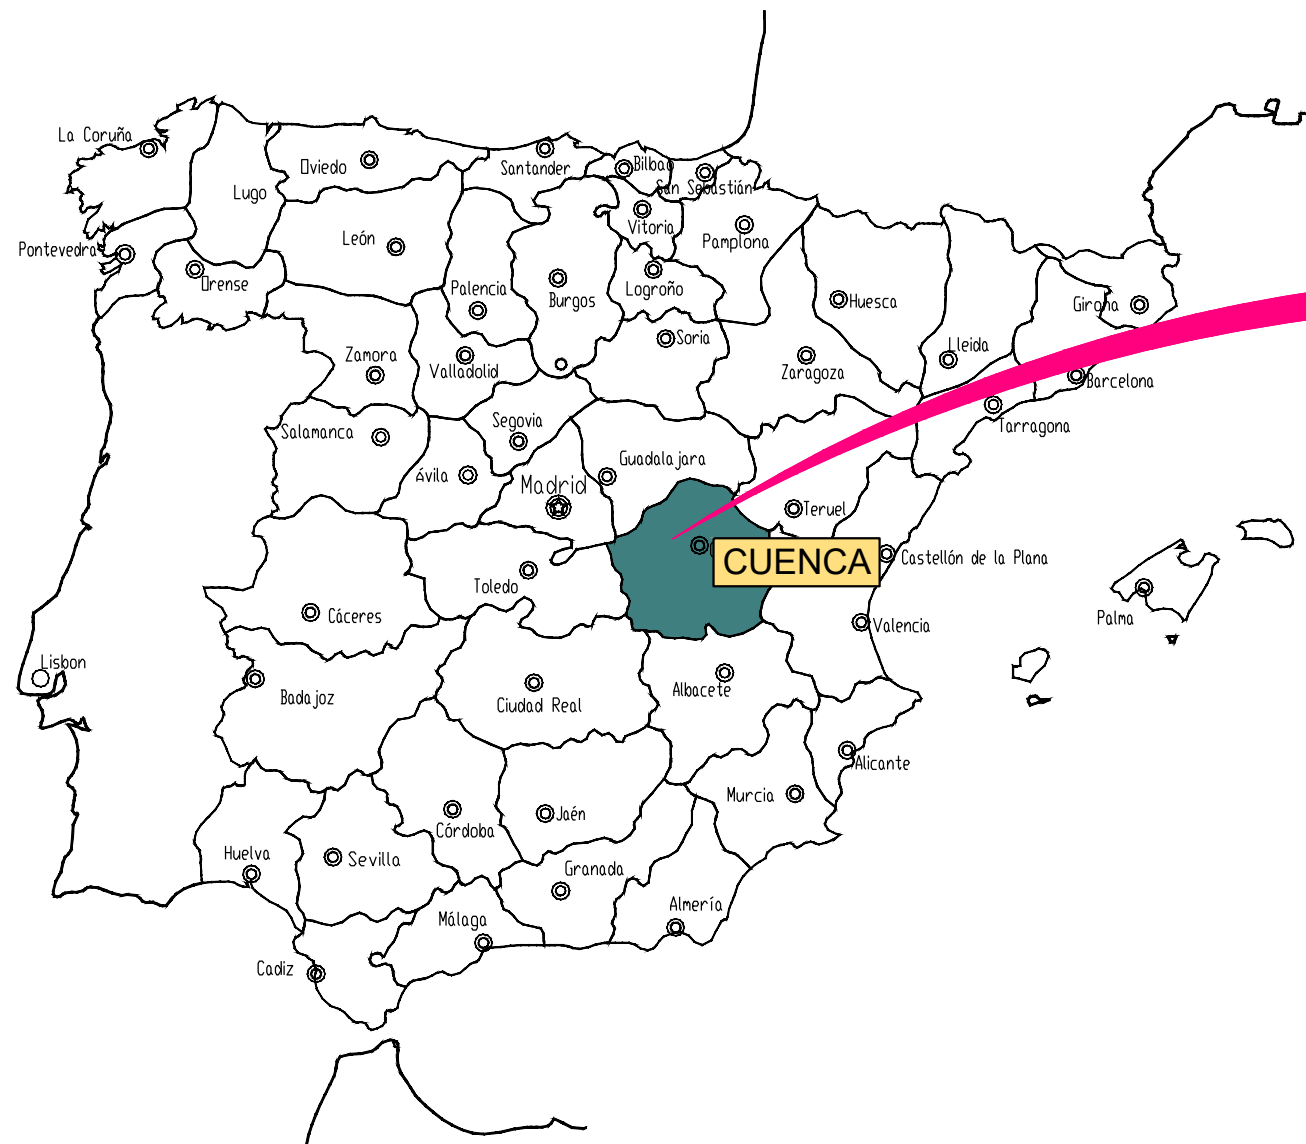 La Coruña
Oviedo
Santander
Bilbao
San Sebastián
Lugo
Vitoria
León
Pamplona
Pontevedra
Orense
Palencia
Burgos
Logroño
Huesca
Girona
Soria
Lleida
Zamora
Valladolid
Zaragoza
Barcelona
Segovia
Salamanca
Tarragona
Guadalajara
Ávila
Madrid
Teruel
CUENCA
Castellón de la Plana
Toledo
Cáceres
Palma
Valencia
Lisbon
Badajoz
Albacete
Ciudad Real
Alicante
Murcia
Jaén
Córdoba
Huelva
Sevilla
Granada
Almería
Málaga
Cadiz